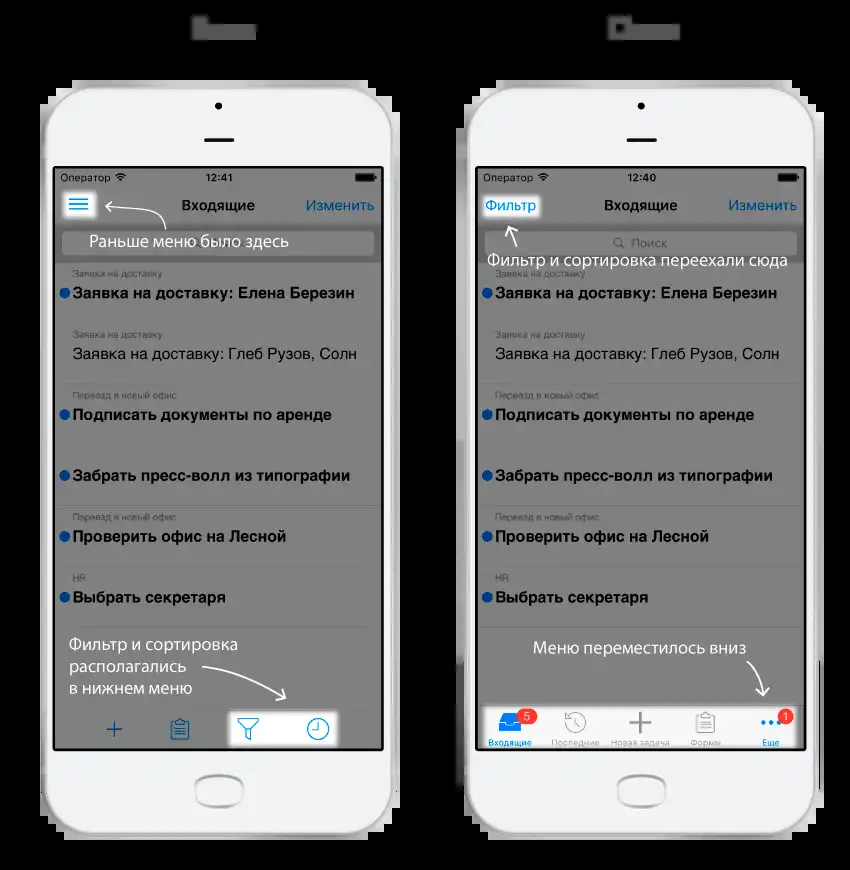 Оператор 12:41
Входящие Изменить
Раньше меню было здесь
Заявка на доставку
Заявка на доставку: Елена Березин
Заявка на доставку
Заявка на доставку: Глеб Рузов, Солн
Переезд в новый офис
Подписать документы по аренде
Забрать пресс-волл из типографии
Переезд в новый офис
Проверить офис на Лесной
HR
Выбрать секретаря
Фильтр и сортировка
располагались
в нижнем меню
Оператор 12:40
Фильтр Входящие Изменить
Поиск
Фильтр и сортировка переехали сюда
Заявка на доставку
Заявка на доставку: Елена Березин
Заявка на доставку
Заявка на доставку: Глеб Рузов, Солн
Переезд в новый офис
Подписать документы по аренде
Забрать пресс-волл из типографии
Переезд в новый офис
Проверить офис на Лесной
HR
Выбрать секретаря
Меню переместилось вниз
5 1
Входящие Последние Новая задача Формы Еще